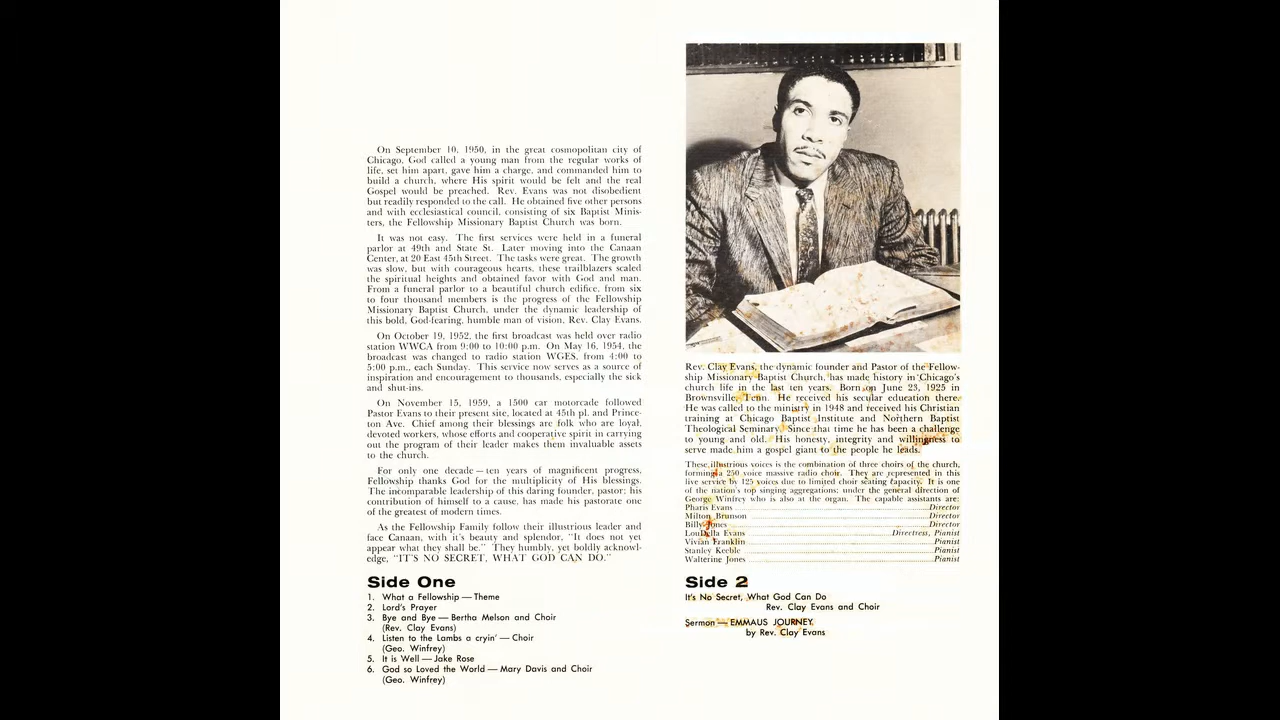 On September 10, 1950, in the great cosmopolitan city of
Chicago, God called a young man from the regular works of
life, set him apart, gave him a charge, and commanded him to
build a church, where His spirit would be felt and the real
Gospel would be preached. Rev. Evans was not disobedient
but readily responded to the call. He obtained five other persons
and with ecclesiastical council, consisting of six Baptist Minis-
ters, the Fellowship Missionary Baptist Church was born.
It was not easy. The first services were held in a funeral
parlor at 49th and State St. Later moving into the Canaan
Center, at 20 East 45th Street. The tasks were great. The growth
was slow, but with courageous hearts, these trailblazers scaled
the spiritual heights and obtained favor with God and man.
From a funeral parlor to a beautiful church edifice, from six
to four thousand members is the progress of the Fellowship
Missionary Baptist Church, under the dynamic leadership of
this bold, God-fearing, humble man of vision, Rev. Clay Evans.
On October 19, 1952, the first broadcast was held over radio
station WWCA from 9:00 to 10:00 p.m. On May 16, 1954, the
broadcast was changed to radio station WGES, from 4:00 to
5:00 p.m., each Sunday. This service now serves as a source of
inspiration and encouragement to thousands, especially the sick
and shut-ins.
On November 15, 1959, a 1500 car motorcade followed
Pastor Evans to their present site, located at 45th pl. and Prince-
ton Ave. Chief among their blessings are folk who are loyal,
devoted workers, whose efforts and cooperative spirit in carrying
out the program of their leader makes them invaluable assets
to the church.
For only one decade — ten years of magnificent progress,
Fellowship thanks God for the multiplicity of His blessings.
The incomparable leadership of this daring founder, pastor; his
contribution of himself to a cause, has made his pastorate one
of the greatest of modern times.
As the Fellowship Family follow their illustrious leader and
face Canaan, with it's beauty and splendor, "It does not yet
appear what they shall be." They humbly, yet boldly acknowl-
edge, "IT'S NO SECRET, WHAT GOD CAN DO."
Side One
1. What a Fellowship — Theme
2. Lord's Prayer
3. Bye and Bye — Bertha Melson and Choir
(Rev. Clay Evans)
4. Listen to the Lambs a cryin' — Choir
(Geo. Winfrey)
5. It is Well — Jake Rose
6. God so Loved the World — Mary Davis and Choir
(Geo. Winfrey)
Rev. Clay Evans, the dynamic founder and Pastor of the Fellow-
ship Missionary Baptist Church, has made history in Chicago's
church life in the last ten years. Born on June 23, 1925 in
Brownsville, Tenn. He received his secular education there.
He was called to the ministry in 1948 and received his Christian
training at Chicago Baptist Institute and Northern Baptist
Theological Seminary. Since that time he has been a challenge
to young and old. His honesty, integrity and willingness to
serve made him a gospel giant to the people he leads.
These illustrious voices is the combination of three choirs of the church,
forming a 250 voice massive radio choir. They are represented in this
live service by 125 voices due to limited choir seating capacity. It is one
of the nation's top singing aggregations; under the general direction of
George Winfrey who is also at the organ. The capable assistants are:
Pharis Evans Director
Milton Brunson Director
Billy Jones Director
LouDella Evans Directress, Pianist
Vivian Franklin Pianist
Stanley Keeble Pianist
Walterine Jones Pianist
Side 2
It's No Secret, What God Can Do
Rev. Clay Evans and Choir
Sermon — EMMAUS JOURNEY
by Rev. Clay Evans